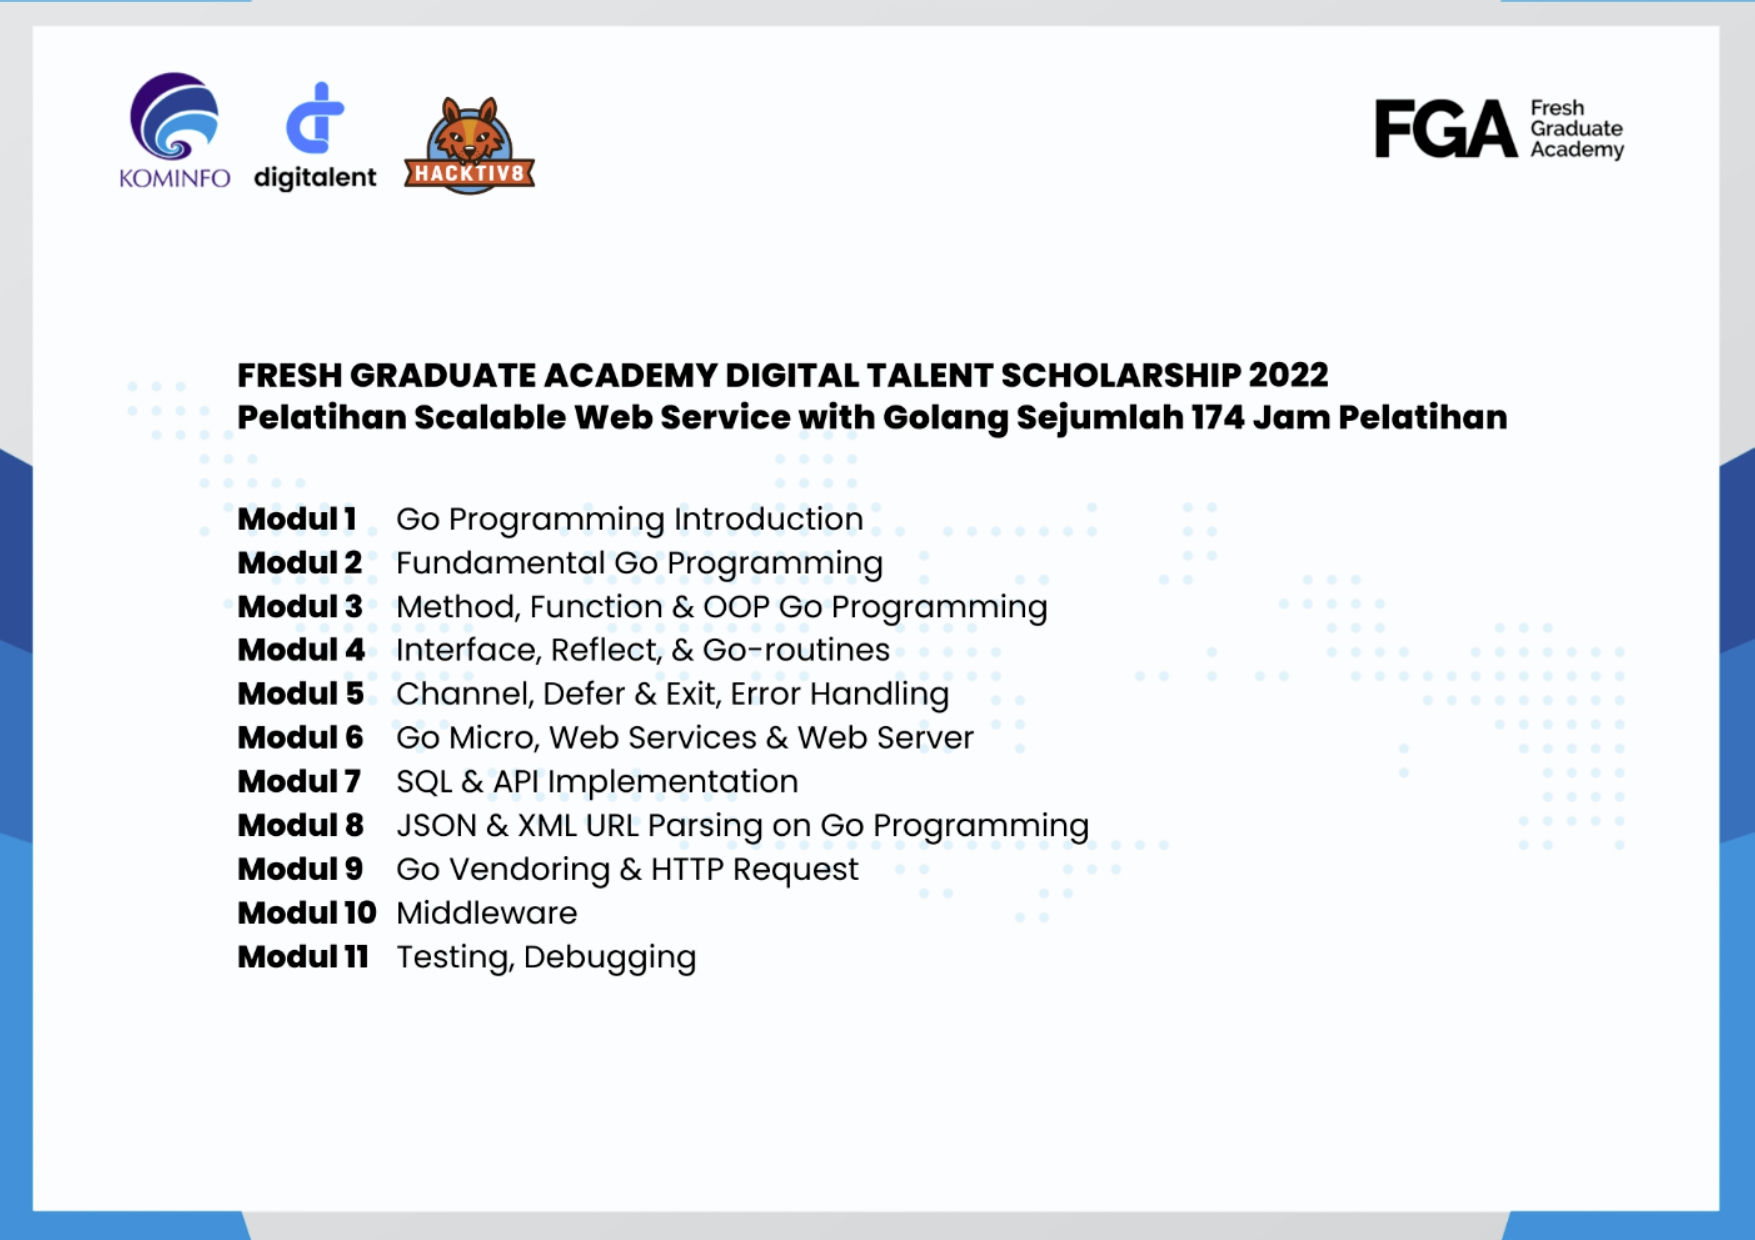 KOMINFO
digitalent
HACKTIV8
FGA
Fresh
Graduate
Academy
FRESH GRADUATE ACADEMY DIGITAL TALENT SCHOLARSHIP 2022
Pelatihan Scalable Web Service with Golang Sejumlah 174 Jam Pelatihan
Modul 1 Go Programming Introduction
Modul 2 Fundamental Go Programming
Modul 3 Method, Function & OOP Go Programming
Modul 4 Interface, Reflect, & Go-routines
Modul 5 Channel, Defer & Exit, Error Handling
Modul 6 Go Micro, Web Services & Web Server
Modul 7 SQL & API Implementation
Modul 8 JSON & XML URL Parsing on Go Programming
Modul 9 Go Vendoring & HTTP Request
Modul 10 Middleware
Modul 11 Testing, Debugging